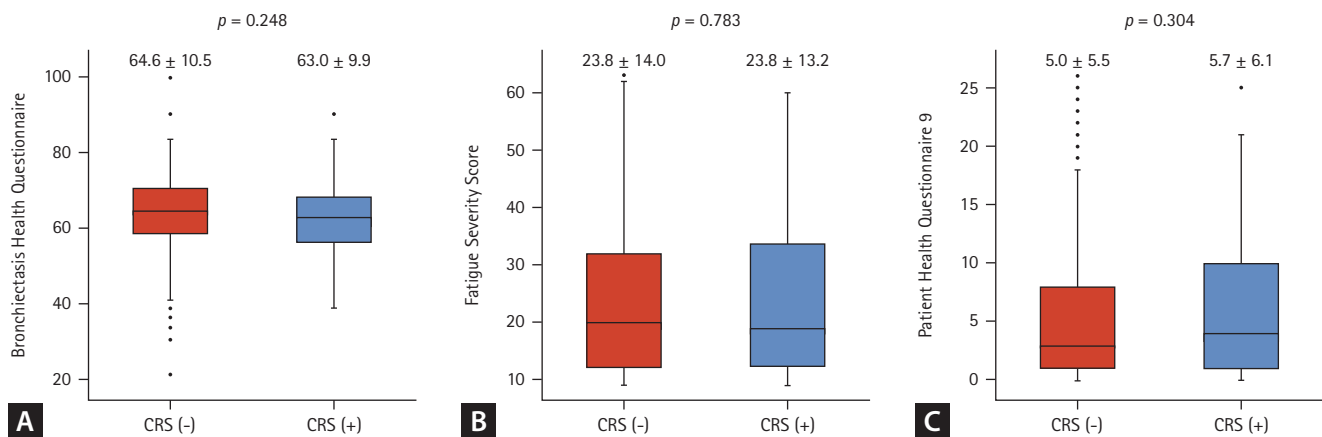 p = 0.248
64.6 ± 10.5
63.0 ± 9.9
Bronchiectasis Health Questionnaire
100
80
60
40
20
CRS (-)
CRS (+)
A
p = 0.783
23.8 ± 14.0
23.8 ± 13.2
Fatigue Severity Score
60
50
40
30
20
10
CRS (-)
CRS (+)
B
p = 0.304
5.0 ± 5.5
5.7 ± 6.1
Patient Health Questionnaire 9
25
20
15
10
5
0
CRS (-)
CRS (+)
C